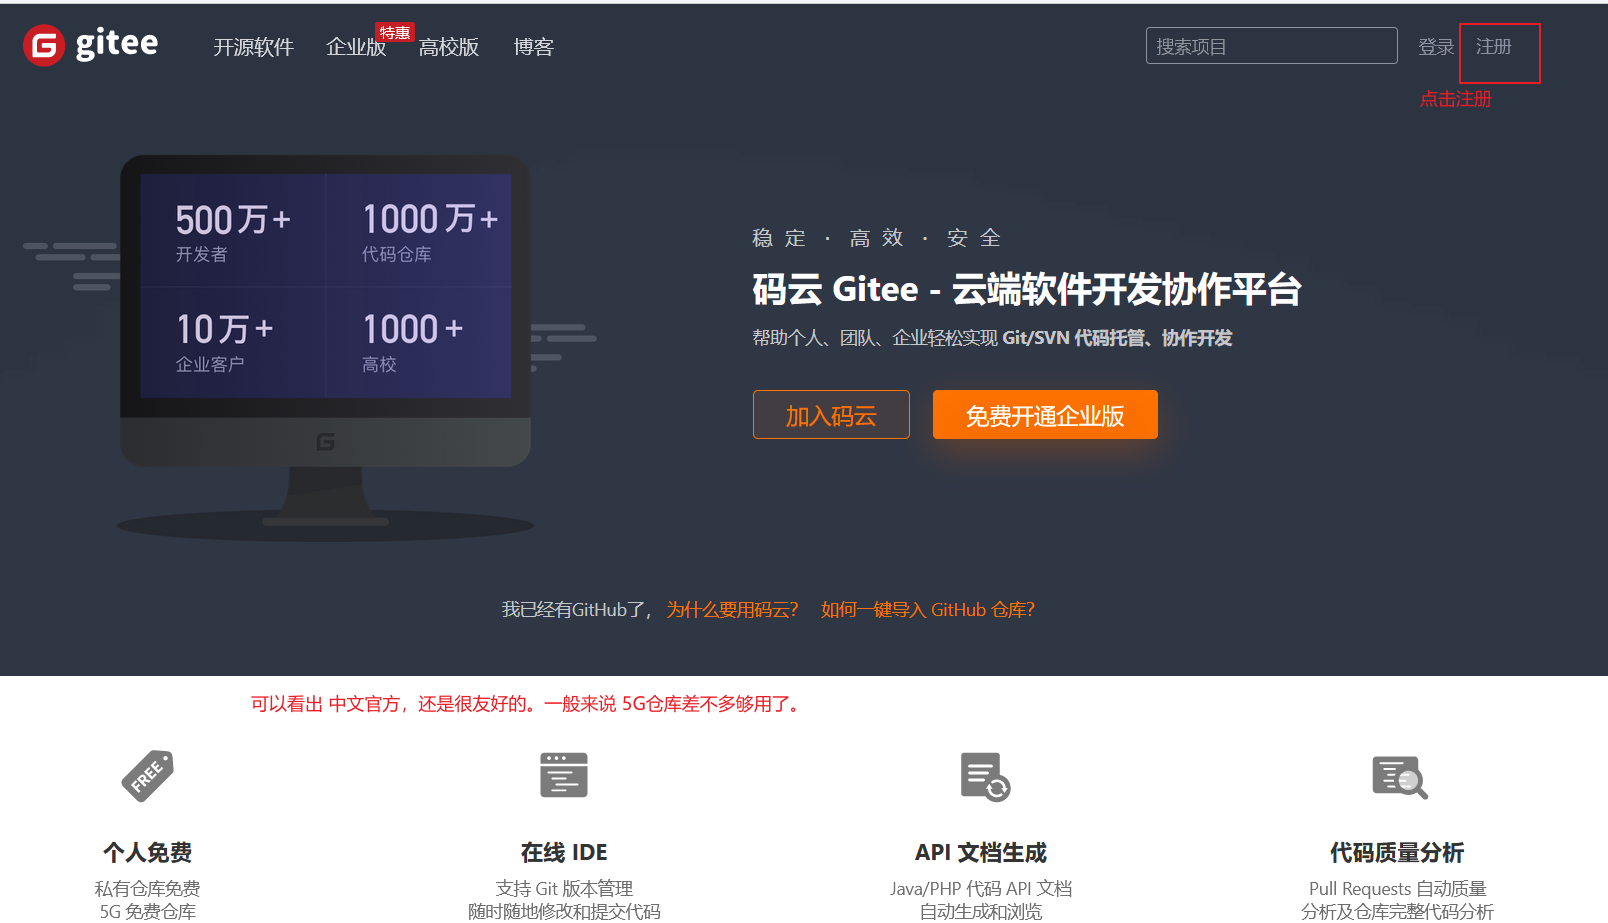 gitee
开源软件 企业版 特惠 高校版 博客
搜索项目
登录 注册
点击注册
500万+
开发者
1000万+
代码仓库
10万+
企业客户
1000+
高校
稳定 · 高效 · 安全
码云 Gitee - 云端软件开发协作平台
帮助个人、团队、企业轻松实现 Git/SVN 代码托管、协作开发
加入码云
免费开通企业版
我已经有GitHub了， 为什么要用码云? 如何一键导入 GitHub 仓库?
可以看出 中文官方，还是很友好的。一般来说 5G仓库差不多够用了。
FREE
个人免费
私有仓库免费
5G 免费仓库
在线 IDE
支持 Git 版本管理
随时随地修改和提交代码
API 文档生成
Java/PHP 代码 API 文档
自动生成和浏览
代码质量分析
Pull Requests 自动质量
分析及仓库完整代码分析